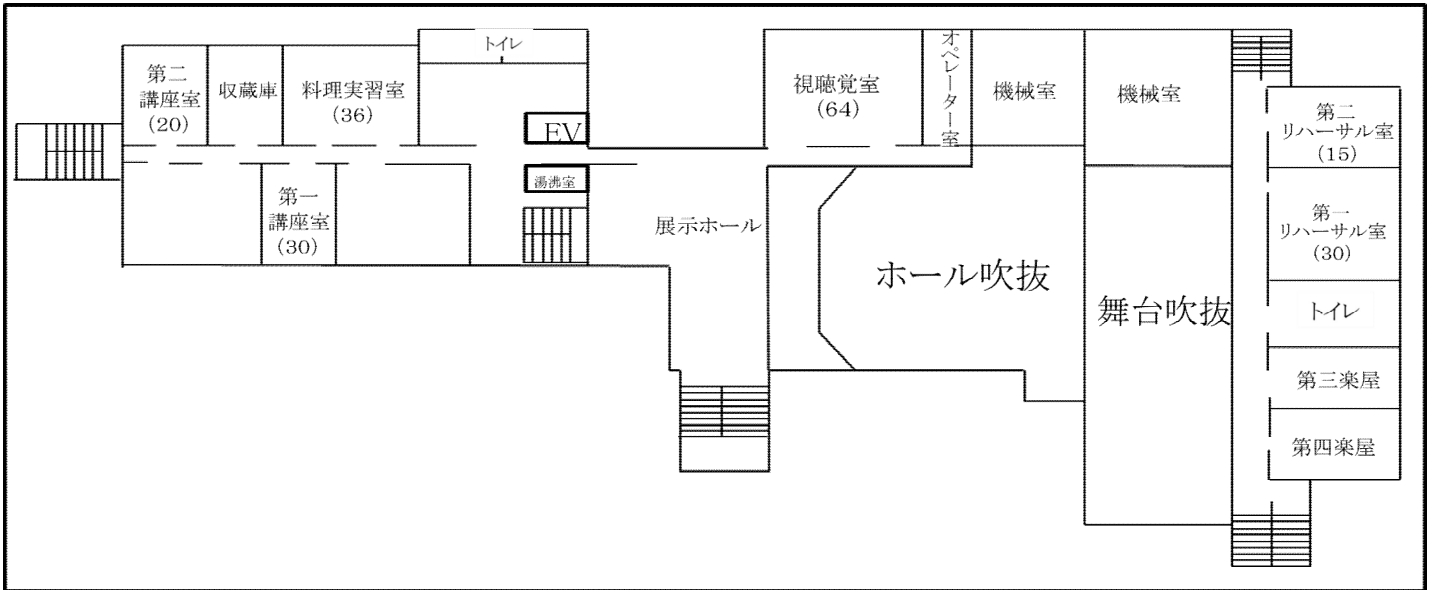 トイレ
第二
講座室
(20)
収蔵庫
料理実習室
(36)
EV
湯沸室
第一
講座室
(30)
展示ホール
視聴覚室
(64)
オペレーター室
機械室
機械室
ホール吹抜
舞台吹抜
第二
リハーサル室
(15)
第一
リハーサル室
(30)
トイレ
第三楽屋
第四楽屋